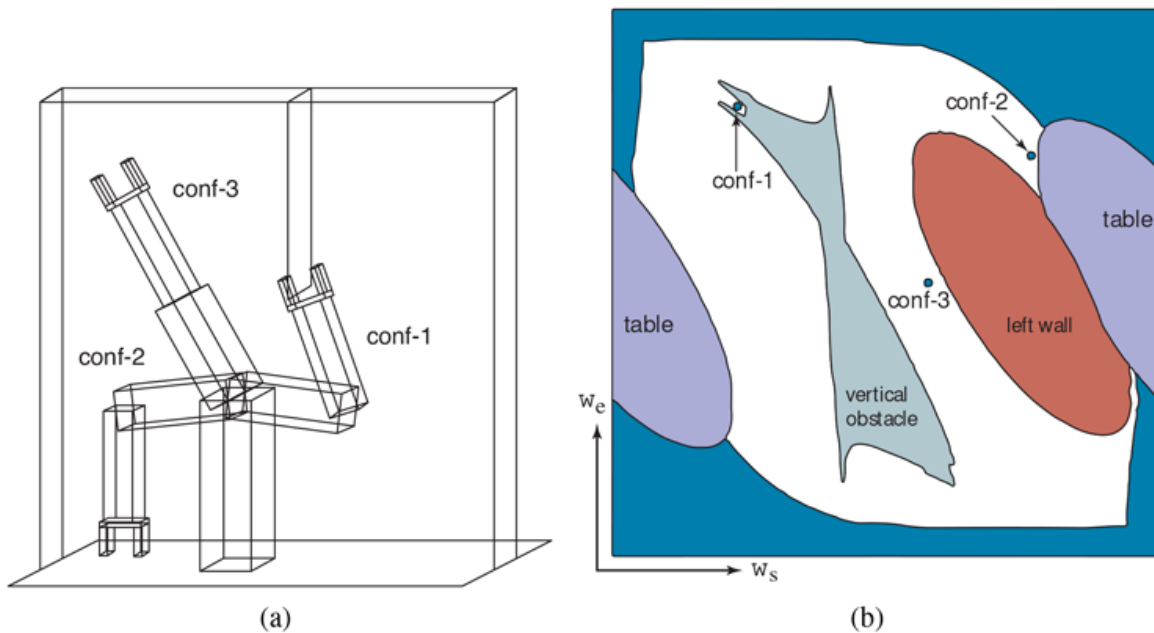 conf-3
conf-2
conf-1
(a)
conf-2
conf-1
table
conf-3
table
left wall
vertical
obstacle
we
ws
(b)